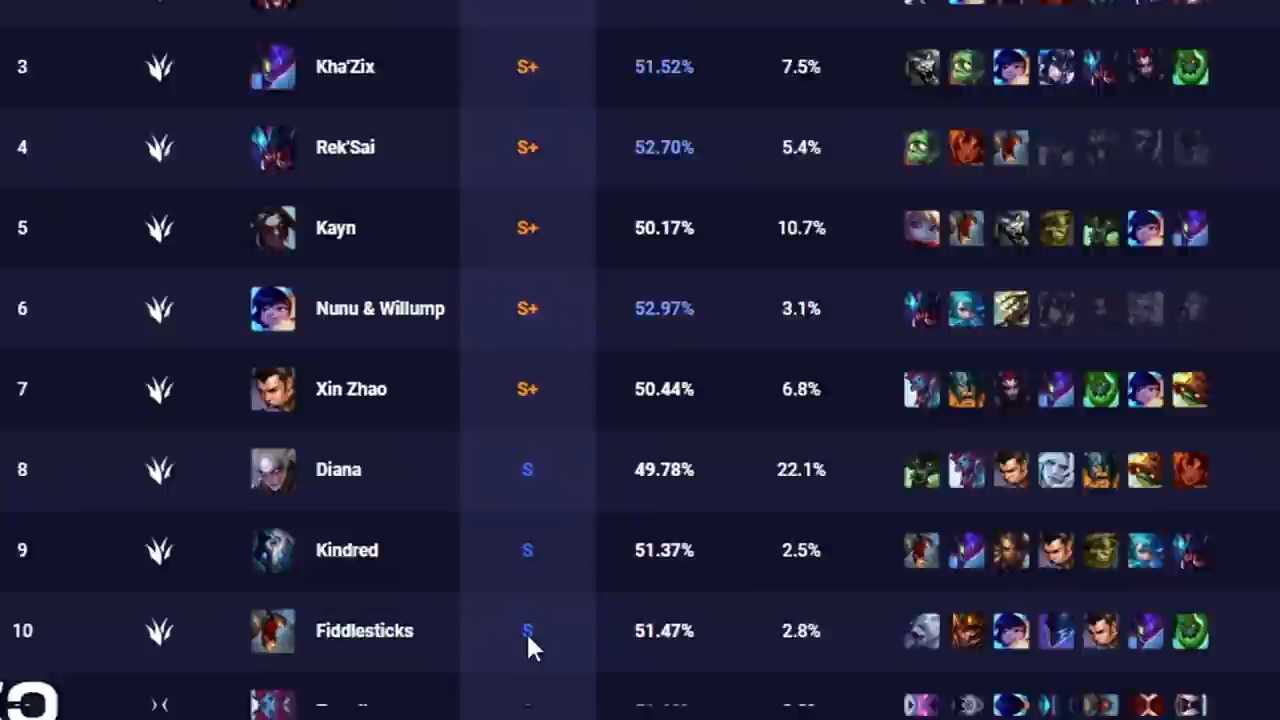 3 Kha'Zix S+ 51.52% 7.5%
4 Rek'Sai S+ 52.70% 5.4%
5 Kayn S+ 50.17% 10.7%
6 Nunu & Willump S+ 52.97% 3.1%
7 Xin Zhao S+ 50.44% 6.8%
8 Diana S 49.78% 22.1%
9 Kindred S 51.37% 2.5%
10 Fiddlesticks S 51.47% 2.8%